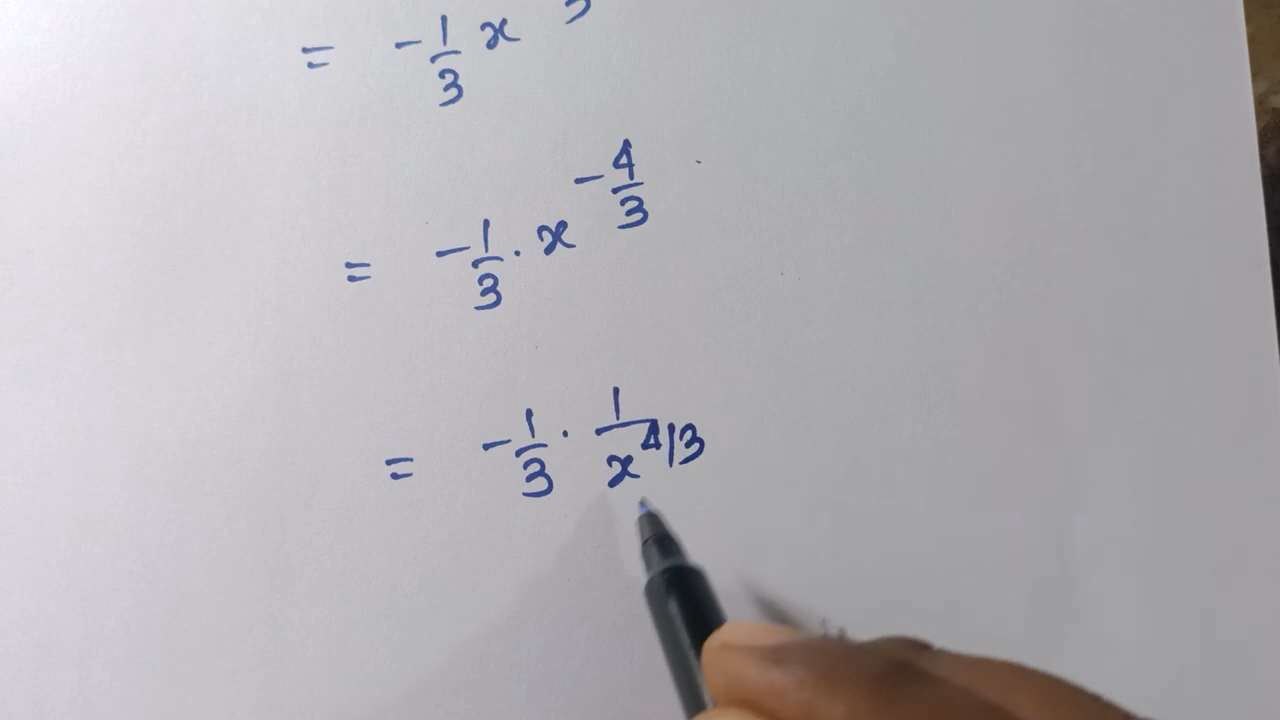 = -1/3 x
= -1/3 · x^(-4/3)
= -1/3 · 1/x^(4/3)